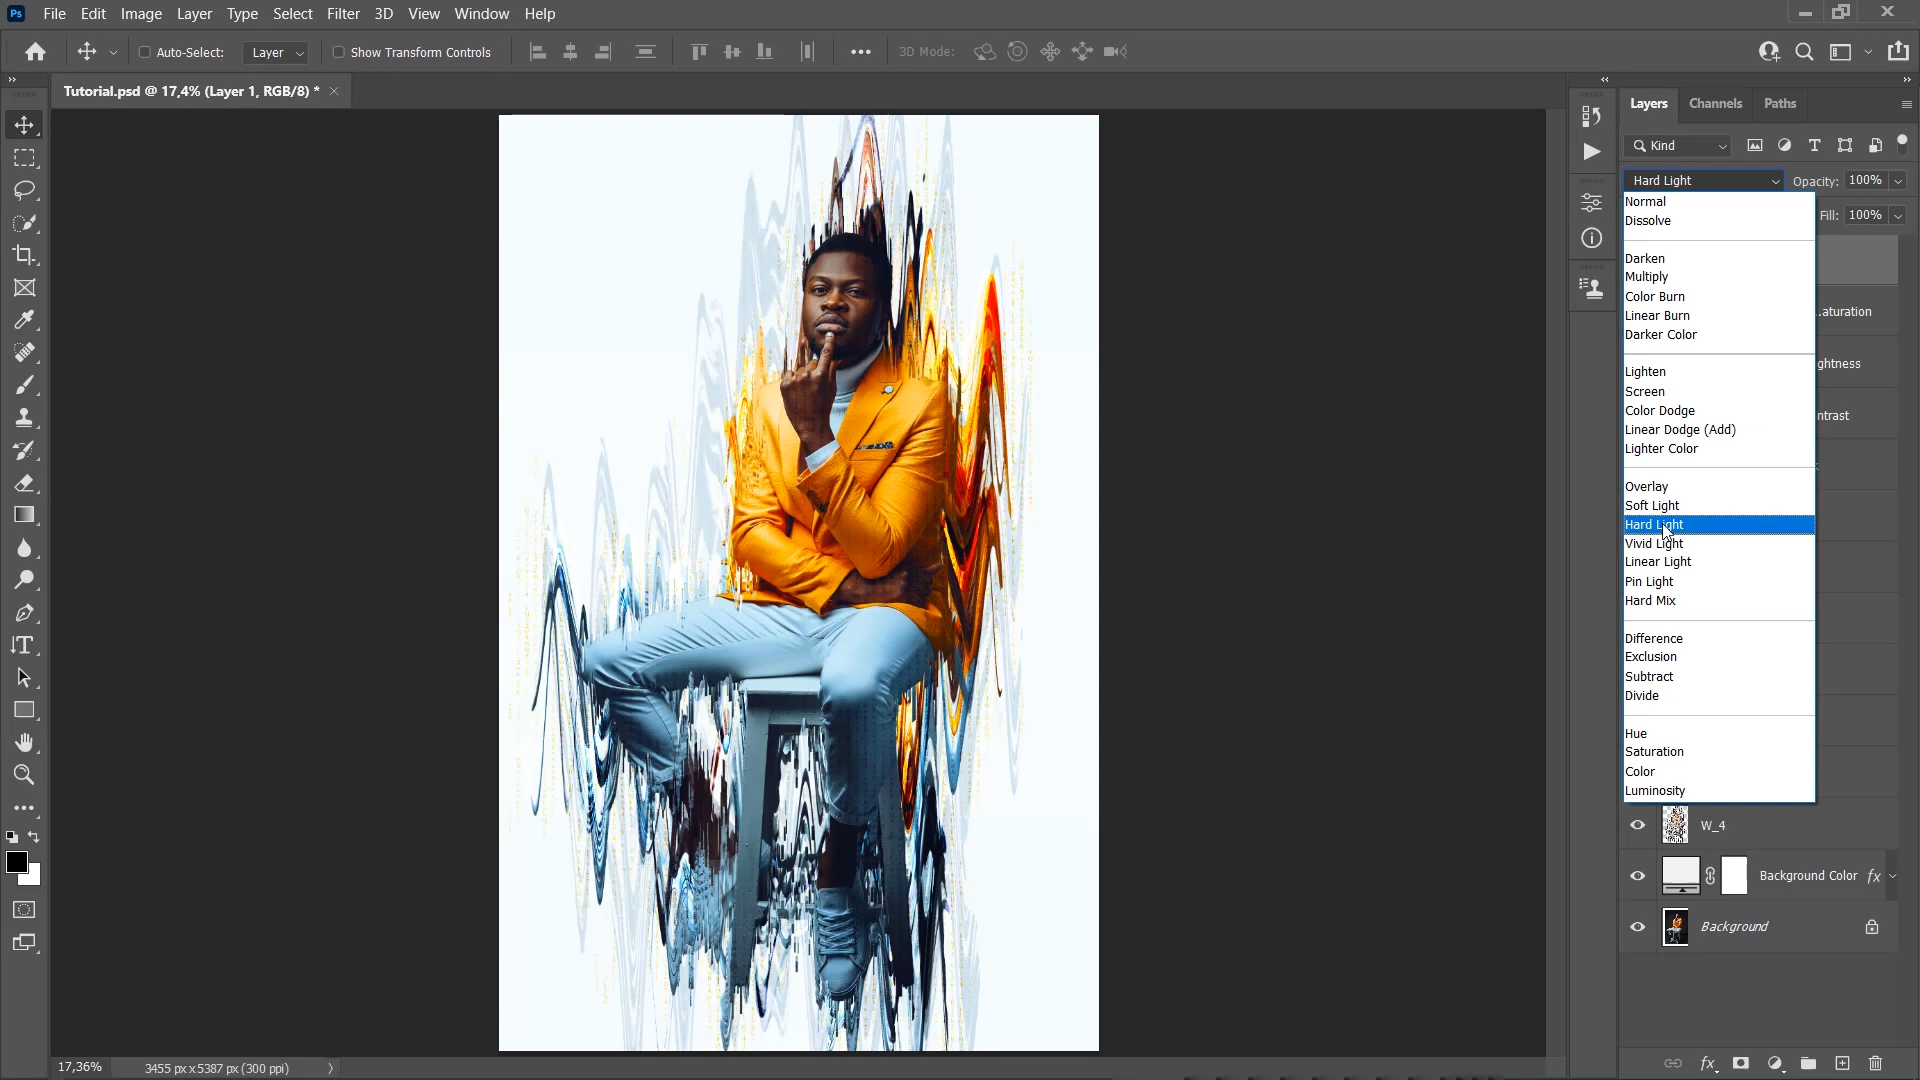 Ps File Edit Image Layer Type Select Filter 3D View Window Help
Auto-Select: Layer Show Transform Controls 3D Mode:
Tutorial.psd @ 17,4% (Layer 1, RGB/8) *
Layers Channels Paths
Kind
Hard Light Opacity: 100%
Fill: 100%
Normal
Dissolve
Darken
Multiply
Color Burn
Linear Burn
Darker Color
Lighten
Screen
Color Dodge
Linear Dodge (Add)
Lighter Color
Overlay
Soft Light
Hard Light
Vivid Light
Linear Light
Pin Light
Hard Mix
Difference
Exclusion
Subtract
Divide
Hue
Saturation
Color
Luminosity
...aturation
ghtness
ntrast
W_4
Background Color fx
Background
17,36% 3455 px x 5387 px (300 ppi)
fx